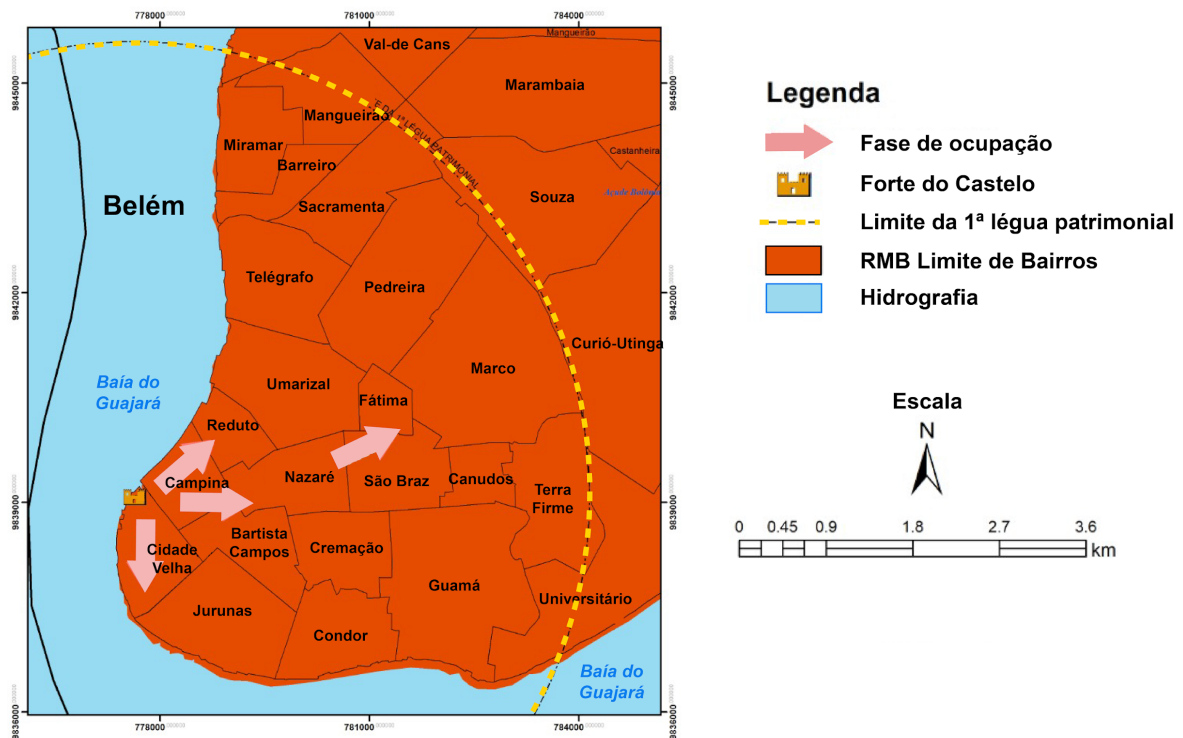 778000
781000
784000
Mangueirão
Val-de Cans
Marambaia
9845000
9845000
Mangueirão
E DA 1ª LÉGUA PATRIMONIAL
Miramar
Barreiro
Castanheira
Souza
Belém
Sacramenta
Telégrafo
Pedreira
9842000
9842000
Curió-Utinga
Marco
Umarizal
Baía do
Guajará
Fátima
Reduto
Nazaré
Campina
São Braz
Canudos
Terra
Firme
9839000
9839000
Bartista
Campos
Cremação
Cidade
Velha
Guamá
Universitário
Jurunas
Condor
Baía do
Guajará
9836000
9836000
778000
781000
784000
Legenda
Fase de ocupação
Forte do Castelo
Limite da 1ª légua patrimonial
RMB Limite de Bairros
Hidrografia
Escala
N
0 0.45 0.9 1.8 2.7 3.6
km